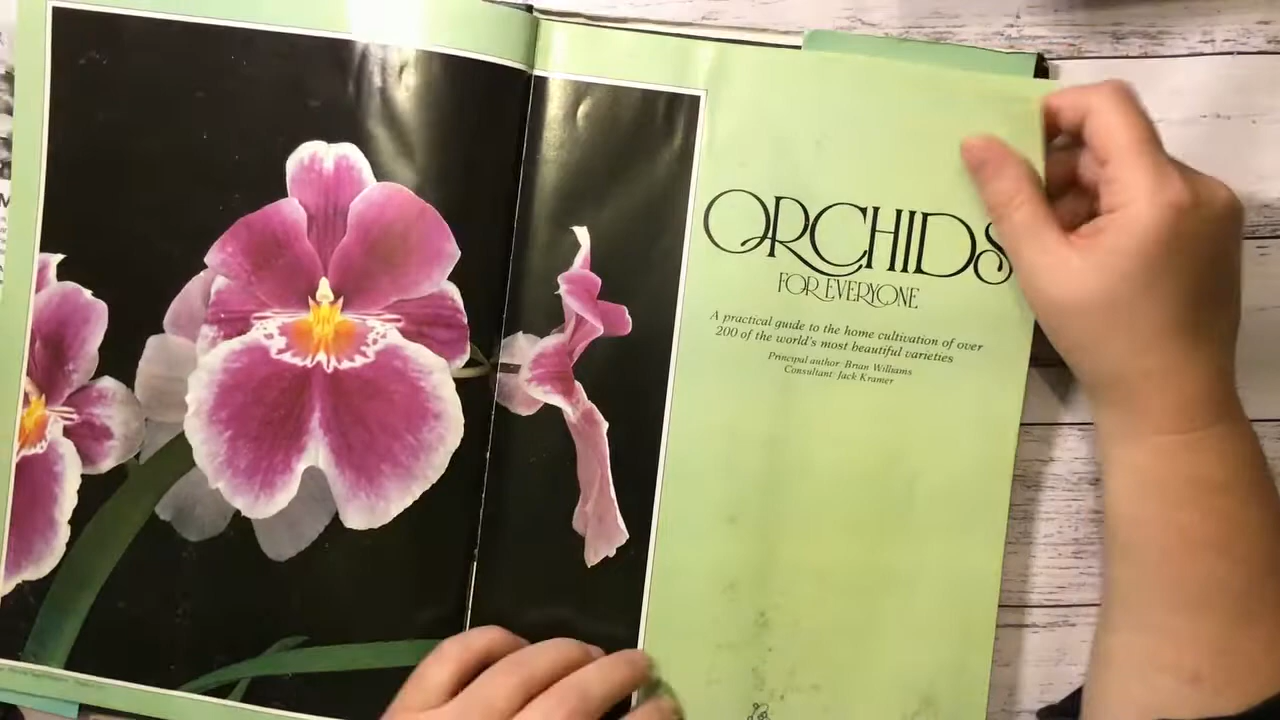 ORCHIDS
FOR EVERYONE
A practical guide to the home cultivation of over
200 of the world's most beautiful varieties
Principal author Brian Williams
Consultant Jack Kramer